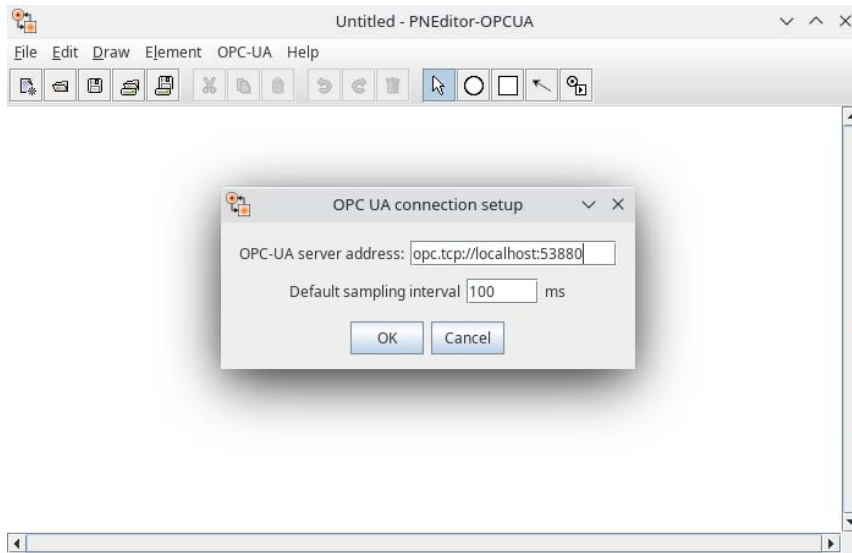 Untitled - PNEditor-OPCUA
File Edit Draw Element OPC-UA Help
OPC UA connection setup
OPC-UA server address: opc.tcp://localhost:53880
Default sampling interval 100 ms
OK Cancel